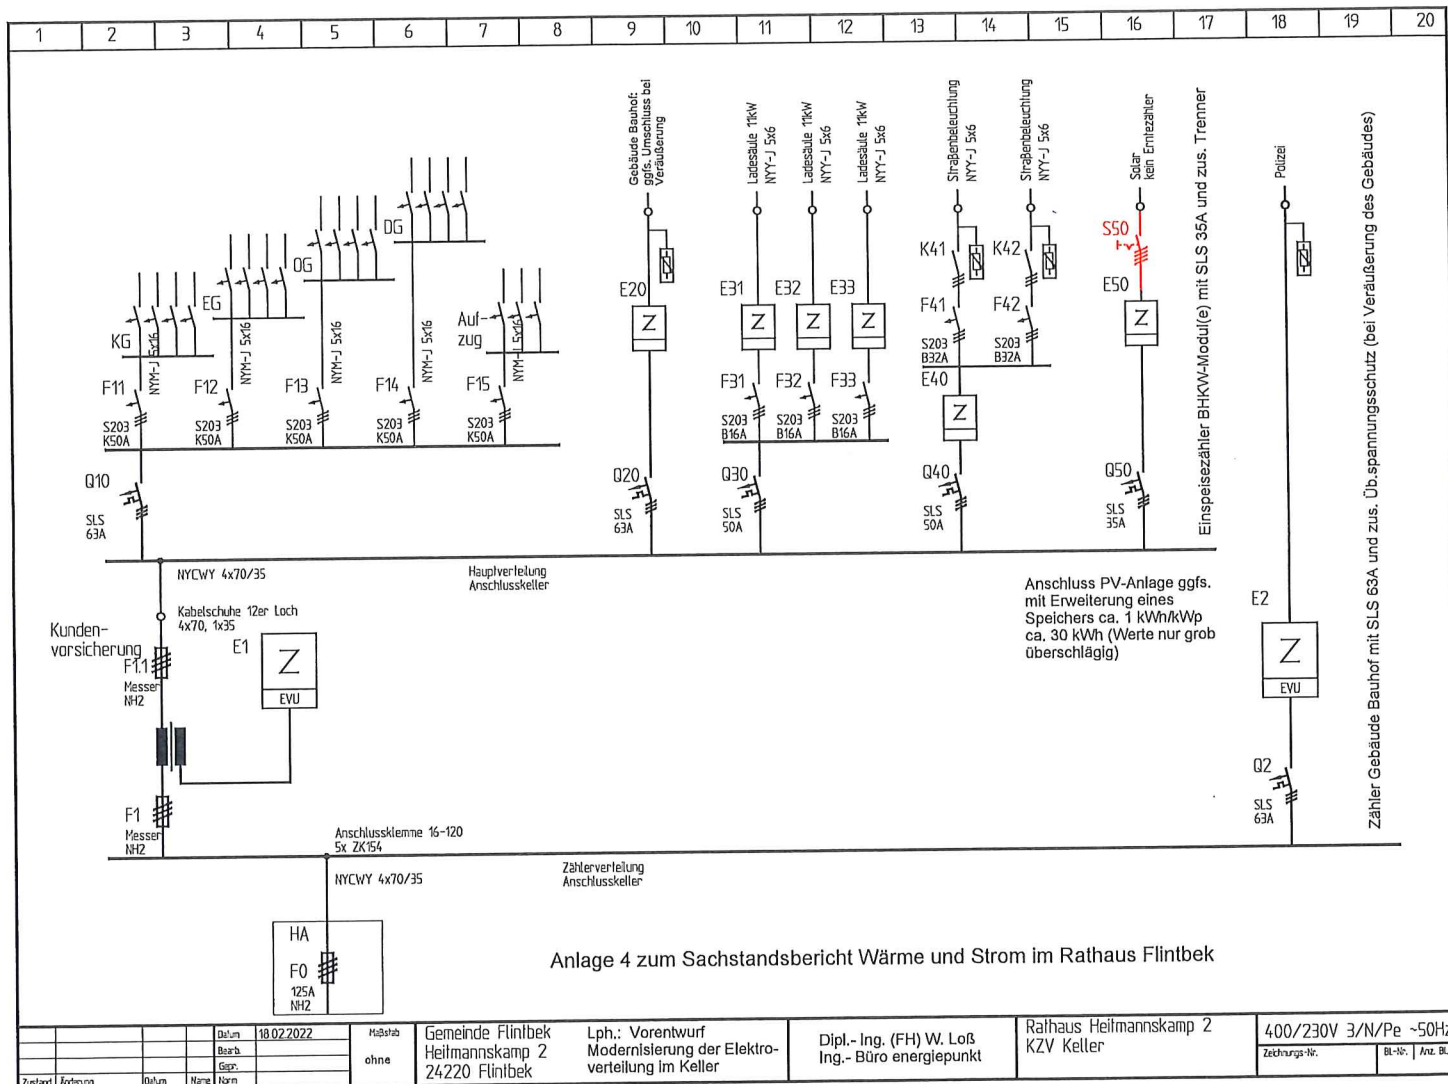 1 2 3 4 5 6 7 8 9 10 11 12 13 14 15 16 17 18 19 20
Gebäude Bauhof:
ggfs. Umschluss bei
Veräußerung
Ladesäule 11kW
NYY-J 5x6
Ladesäule 11kW
NYY-J 5x6
Ladesäule 11kW
NYY-J 5x6
Straßenbeleuchtung
NYY-J 5x6
Straßenbeleuchtung
NYY-J 5x6
Solar
kein Erntezähler
Einspeisezähler BHKW-Modul(e) mit SLS 35A und zus. Trenner
Polizei
Zähler Gebäude Bauhof mit SLS 63A und zus. Üb.spannungsschutz (bei Veräußerung des Gebäudes)
KG
NYM-J 5x16
EG
NYM-J 5x16
OG
NYM-J 5x16
DG
NYM-J 5x16
Auf-
zug
NYM-J 5x16
F11
S203
K50A
F12
S203
K50A
F13
S203
K50A
F14
S203
K50A
F15
S203
K50A
E20
Z
E31
Z
E32
Z
E33
Z
F31
S203
B16A
F32
S203
B16A
F33
S203
B16A
K41
K42
F41
S203
B32A
F42
S203
B32A
E40
Z
S50
E50
Z
Q10
SLS
63A
Q20
SLS
63A
Q30
SLS
50A
Q40
SLS
50A
Q50
SLS
35A
NYCWY 4x70/35
Hauptverteilung
Anschlusskeller
Kabelschuhe 12er Loch
4x70, 1x35
Kunden-
vorsicherung
F1.1
Messer
NH2
E1
Z
EVU
Anschluss PV-Anlage ggfs.
mit Erweiterung eines
Speichers ca. 1 kWh/kWp
ca. 30 kWh (Werte nur grob
überschlägig)
E2
Z
EVU
Q2
SLS
63A
F1
Messer
NH2
Anschlussklemme 16-120
5x ZK154
NYCWY 4x70/35
Zählerverteilung
Anschlusskeller
HA
F0
125A
NH2
Anlage 4 zum Sachstandsbericht Wärme und Strom im Rathaus Flintbek
Datum 18.02.2022
Bearb.
Gepr.
Zustand Änderung Datum Name Norm
Maßstab
ohne
Gemeinde Flintbek
Heitmannskamp 2
24220 Flintbek
Lph.: Vorentwurf
Modernisierung der Elektro-
verteilung im Keller
Dipl.- Ing. (FH) W. Loß
Ing.- Büro energiepunkt
Rathaus Heitmannskamp 2
KZV Keller
400/230V 3/N/Pe ~50Hz
Zeichnungs-Nr. Bl.-Nr. Anz. Bl.